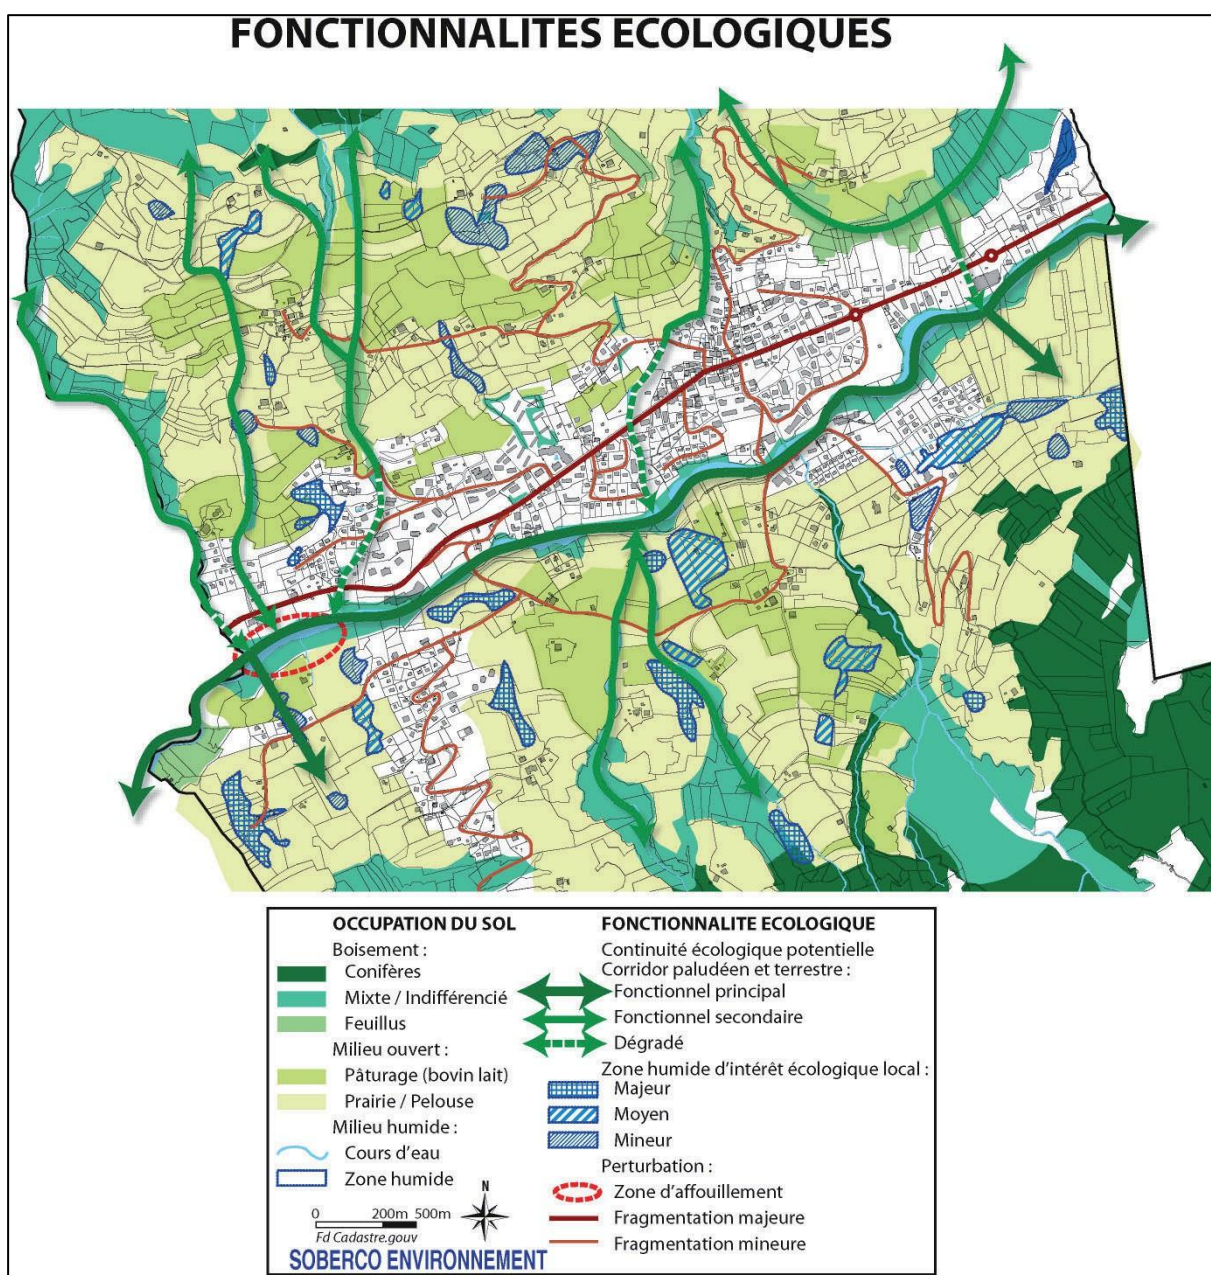 FONCTIONNALITES ECOLOGIQUES
OCCUPATION DU SOL
Boisement :
Conifères
Mixte / Indifférencié
Feuillus
Milieu ouvert :
Pâturage (bovin lait)
Prairie / Pelouse
Milieu humide :
Cours d'eau
Zone humide
N
0 200m 500m
Fd Cadastre.gouv
SOBERCO ENVIRONNEMENT
FONCTIONNALITE ECOLOGIQUE
Continuité écologique potentielle
Corridor paludéen et terrestre :
Fonctionnel principal
Fonctionnel secondaire
Dégradé
Zone humide d'intérêt écologique local :
Majeur
Moyen
Mineur
Perturbation :
Zone d'affouillement
Fragmentation majeure
Fragmentation mineure